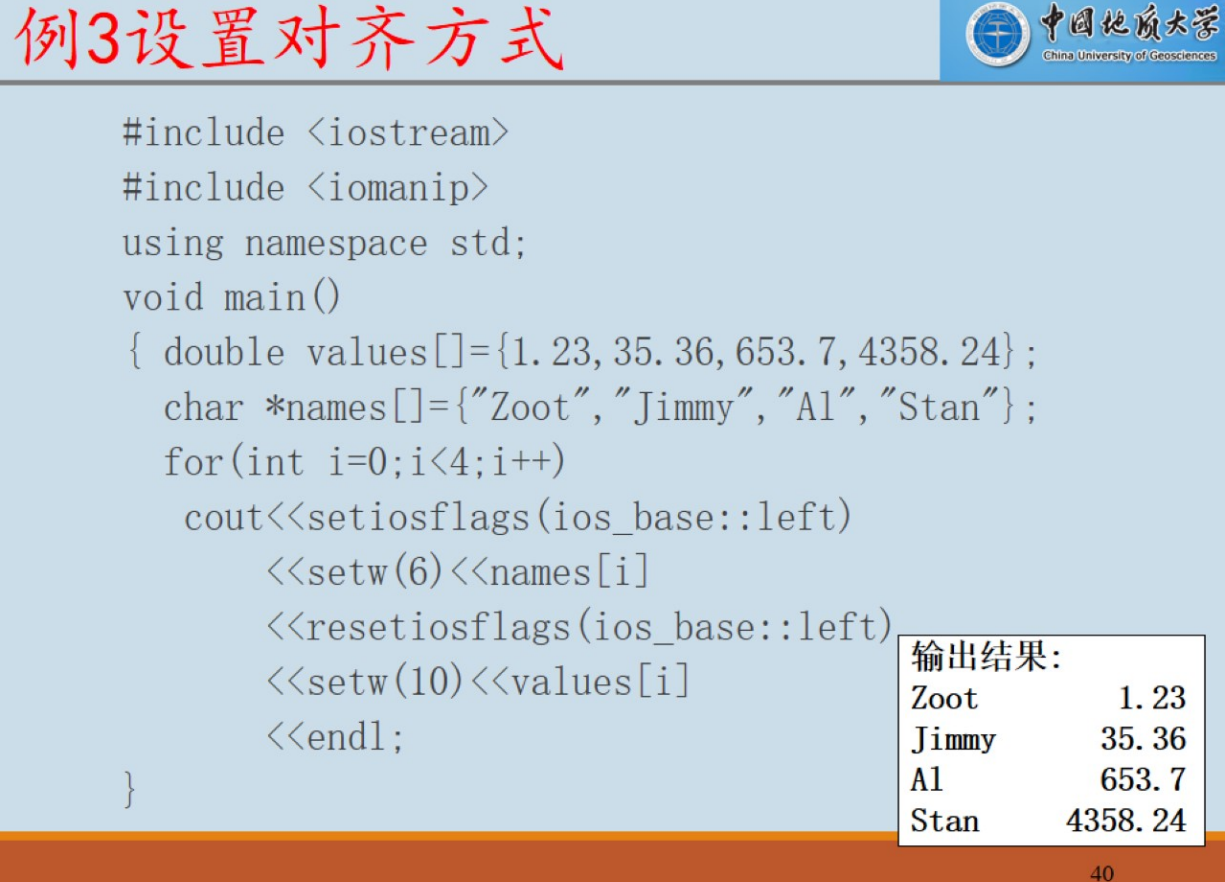 例3设置对齐方式
中国地质大学
China University of Geosciences
#include <iostream>
#include <iomanip>
using namespace std;
void main()
{ double values[]={1.23,35.36,653.7,4358.24};
char *names[]={"Zoot","Jimmy","Al","Stan"};
for(int i=0;i<4;i++)
cout<<setiosflags(ios_base::left)
<<setw(6)<<names[i]
<<resetiosflags(ios_base::left)
<<setw(10)<<values[i]
<<endl;
}
输出结果:
Zoot 1.23
Jimmy 35.36
Al 653.7
Stan 4358.24
40